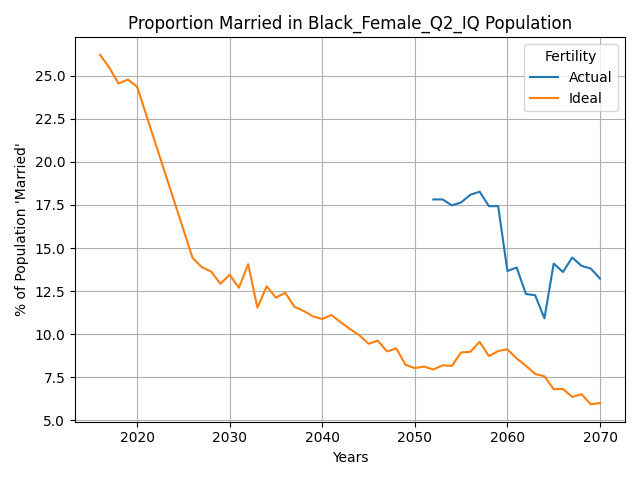 Proportion Married in Black_Female_Q2_IQ Population
% of Population 'Married'
25.0
22.5
20.0
17.5
15.0
12.5
10.0
7.5
5.0
Fertility
Actual
Ideal
2020
2030
2040
2050
2060
2070
Years